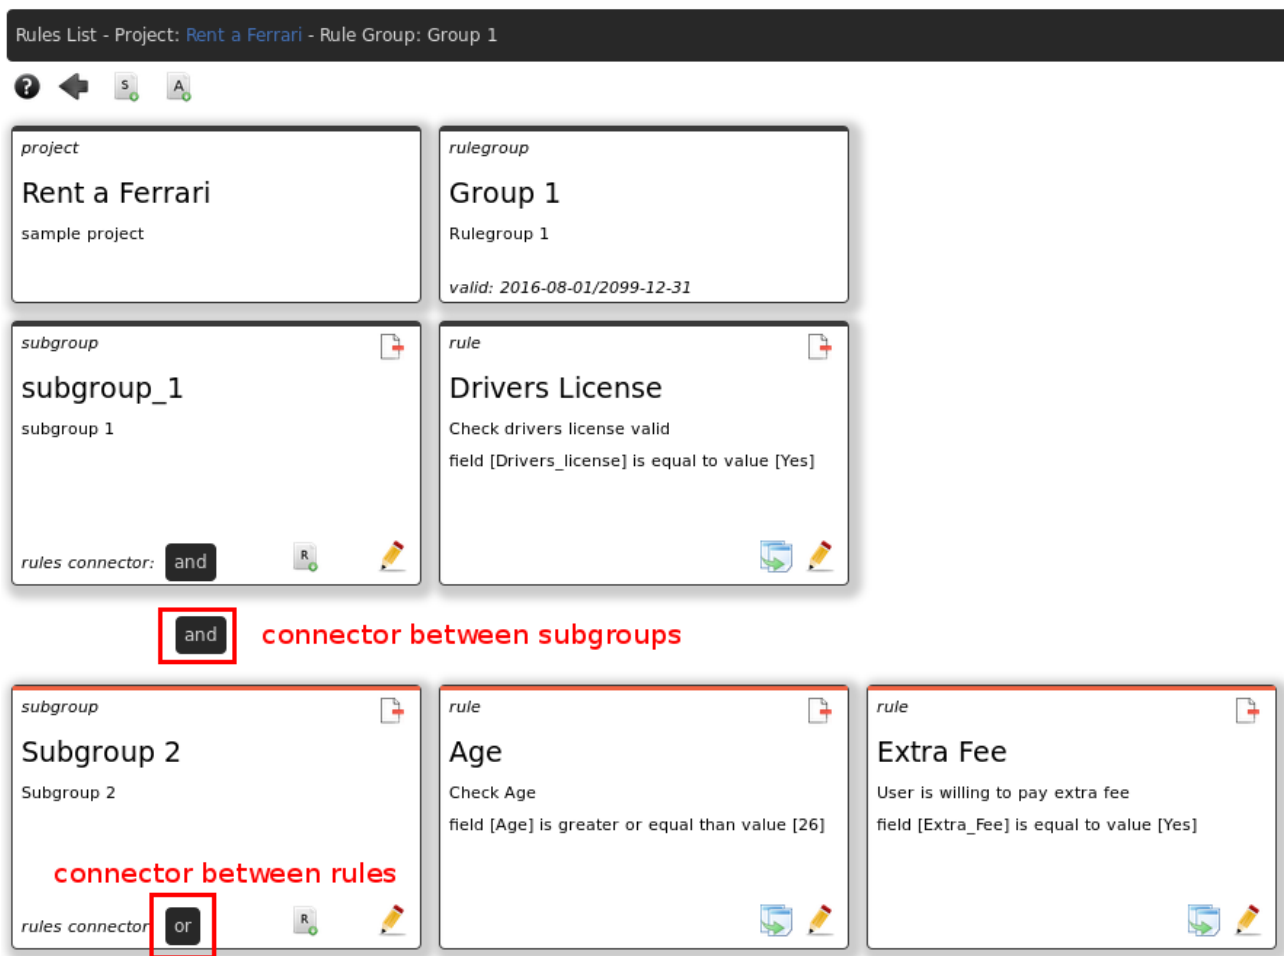 Rules List - Project: Rent a Ferrari - Rule Group: Group 1
? S A
project
Rent a Ferrari
sample project
rulegroup
Group 1
Rulegroup 1
valid: 2016-08-01/2099-12-31
subgroup
subgroup_1
subgroup 1
rules connector: and R
rule
Drivers License
Check drivers license valid
field [Drivers_license] is equal to value [Yes]
and connector between subgroups
subgroup
Subgroup 2
Subgroup 2
connector between rules
rules connector or R
rule
Age
Check Age
field [Age] is greater or equal than value [26]
rule
Extra Fee
User is willing to pay extra fee
field [Extra_Fee] is equal to value [Yes]